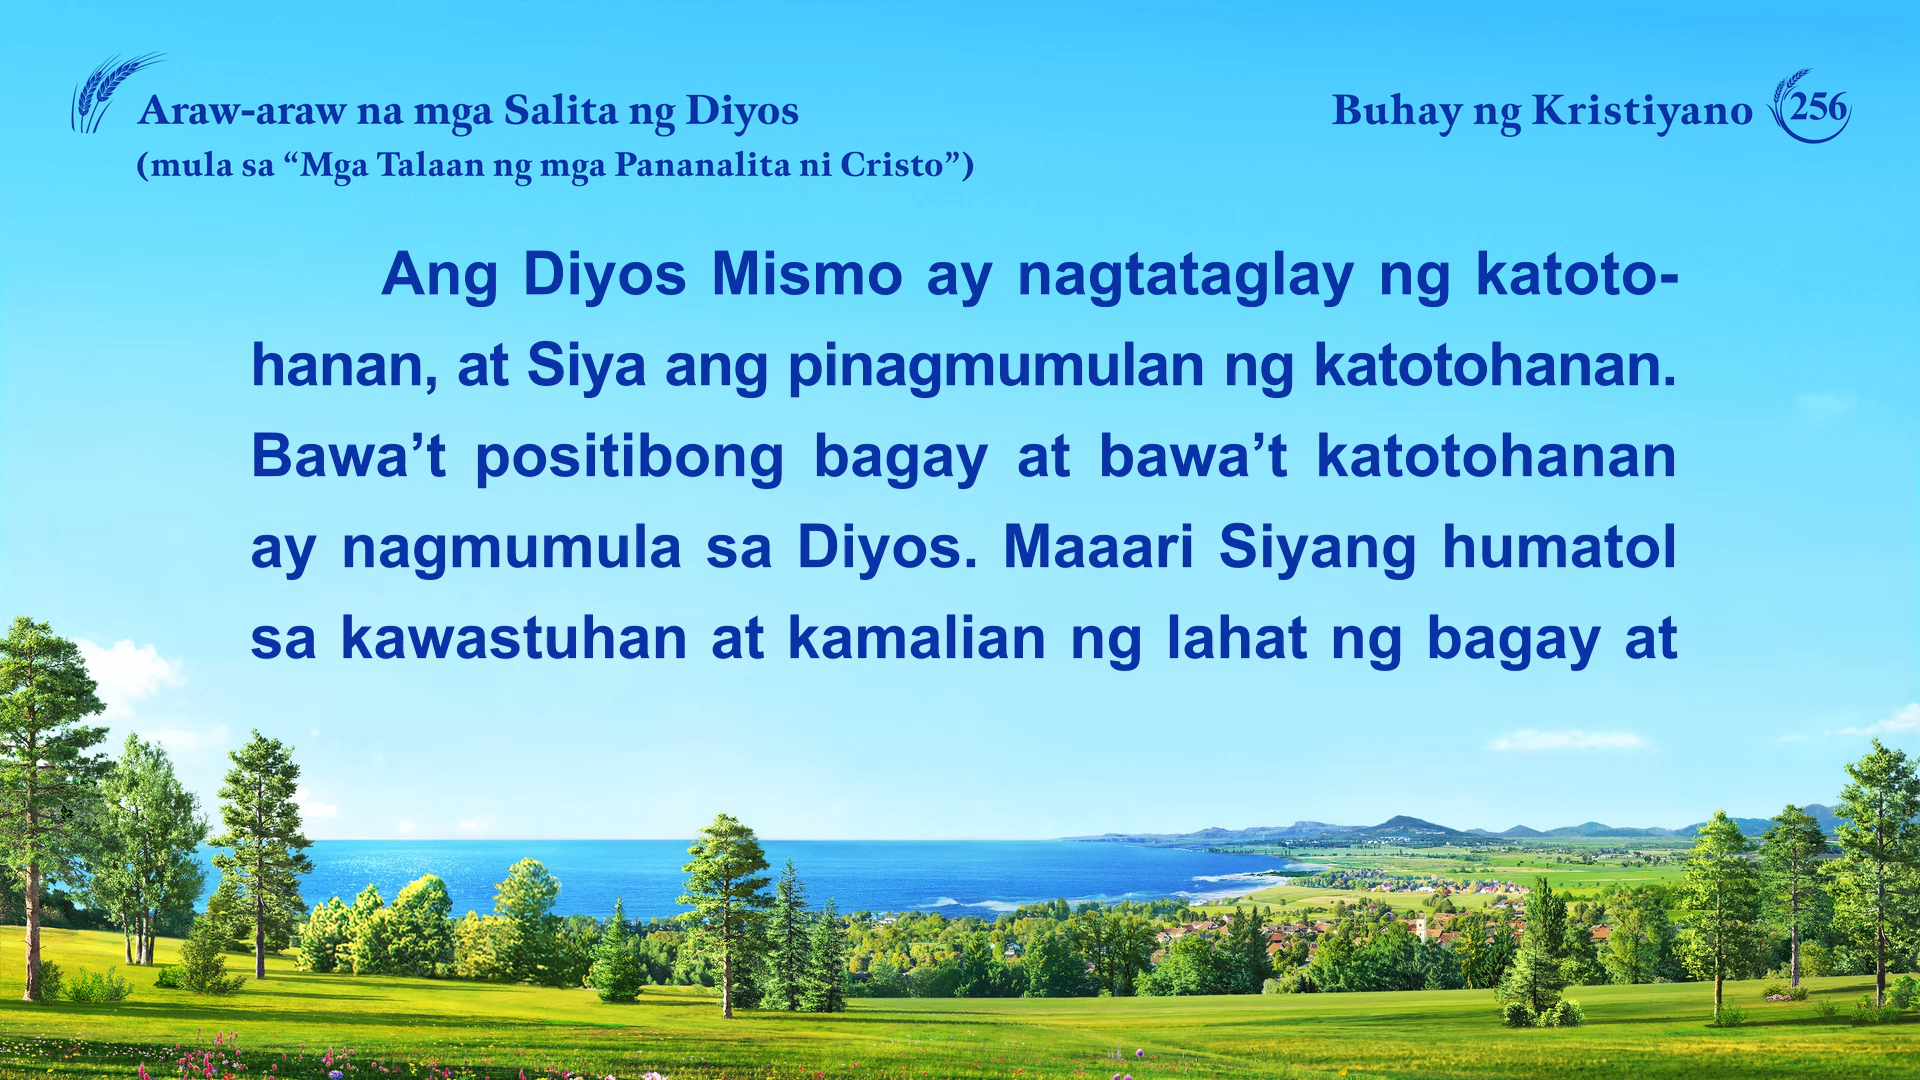 Araw-araw na mga Salita ng Diyos
(mula sa “Mga Talaan ng mga Pananalita ni Cristo”)
Buhay ng Kristiyano 256
Ang Diyos Mismo ay nagtataglay ng katoto-
hanan, at Siya ang pinagmumulan ng katotohanan.
Bawa’t positibong bagay at bawa’t katotohanan
ay nagmumula sa Diyos. Maaari Siyang humatol
sa kawastuhan at kamalian ng lahat ng bagay at